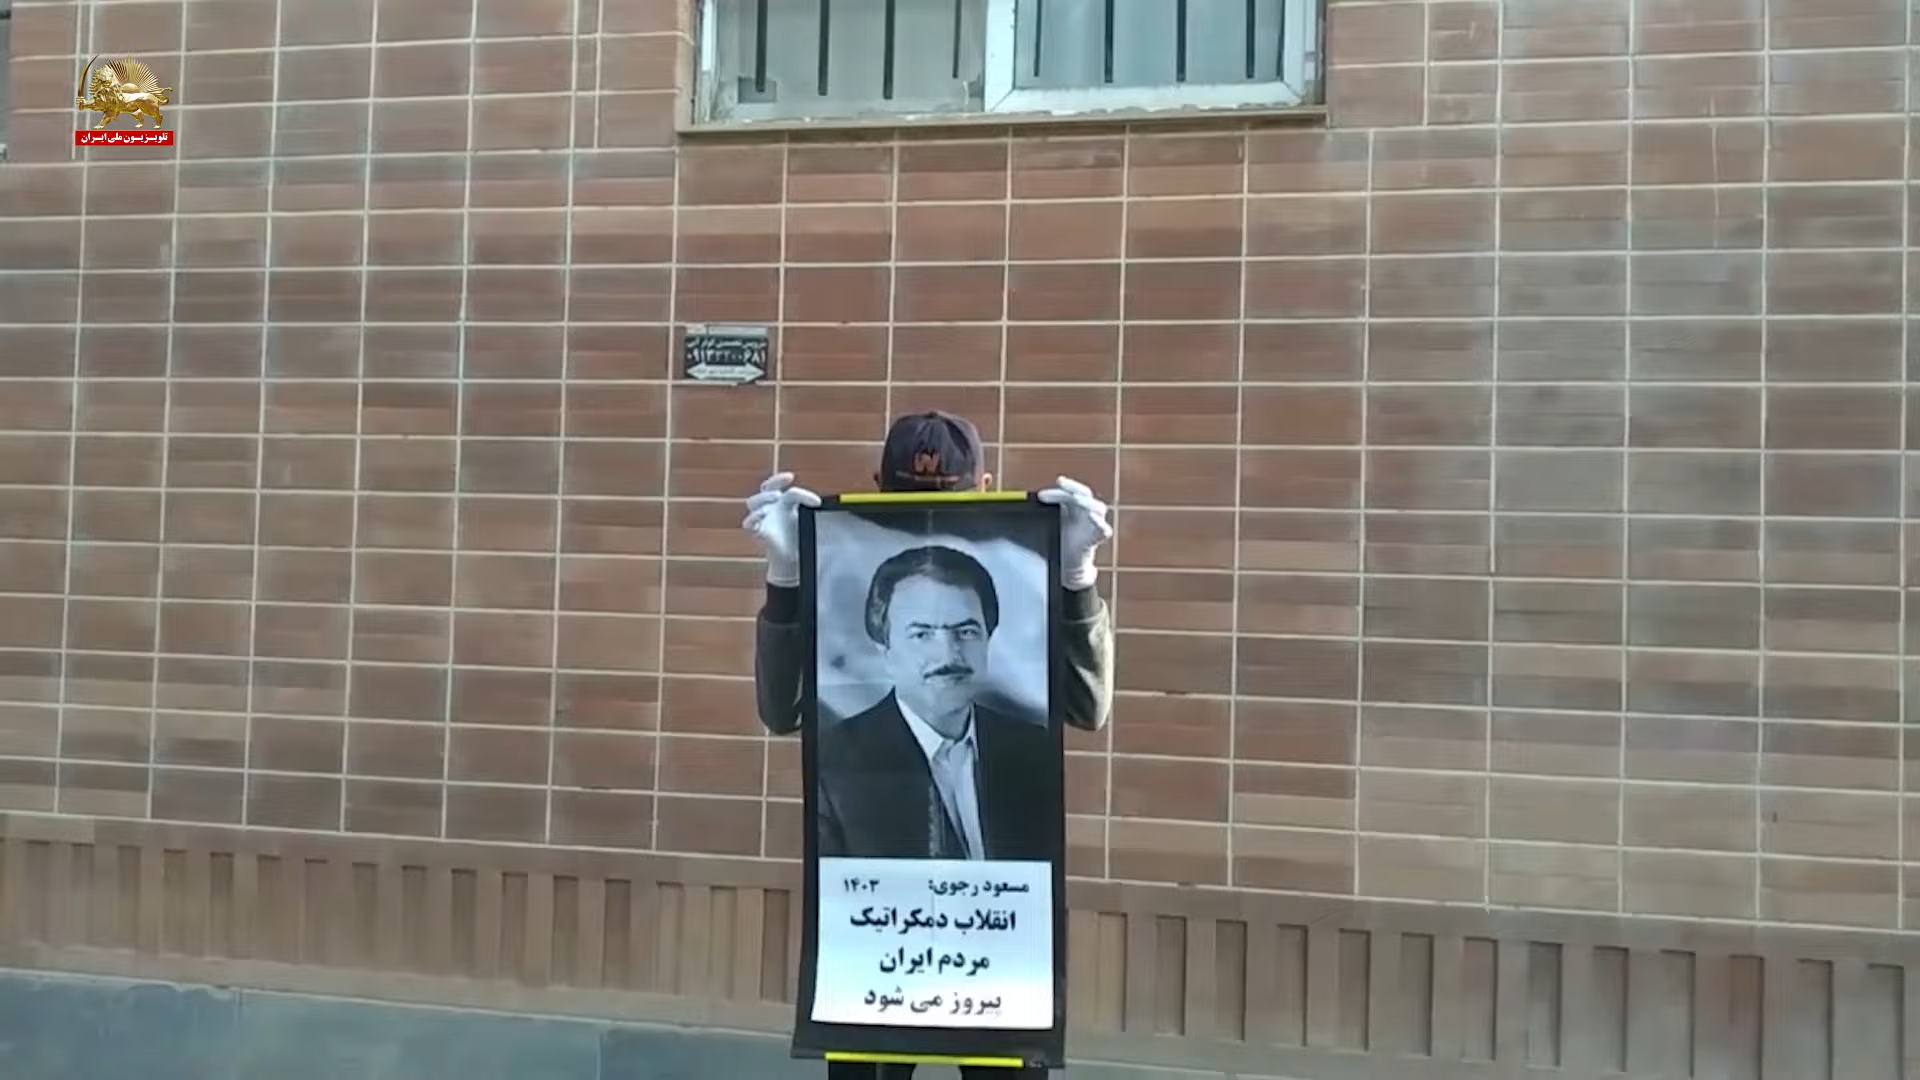 تلویزیون ملی ایران
مسعود رجوی: ۱۴۰۳
انقلاب دمکراتیک
مردم ایران
پیروز می شود